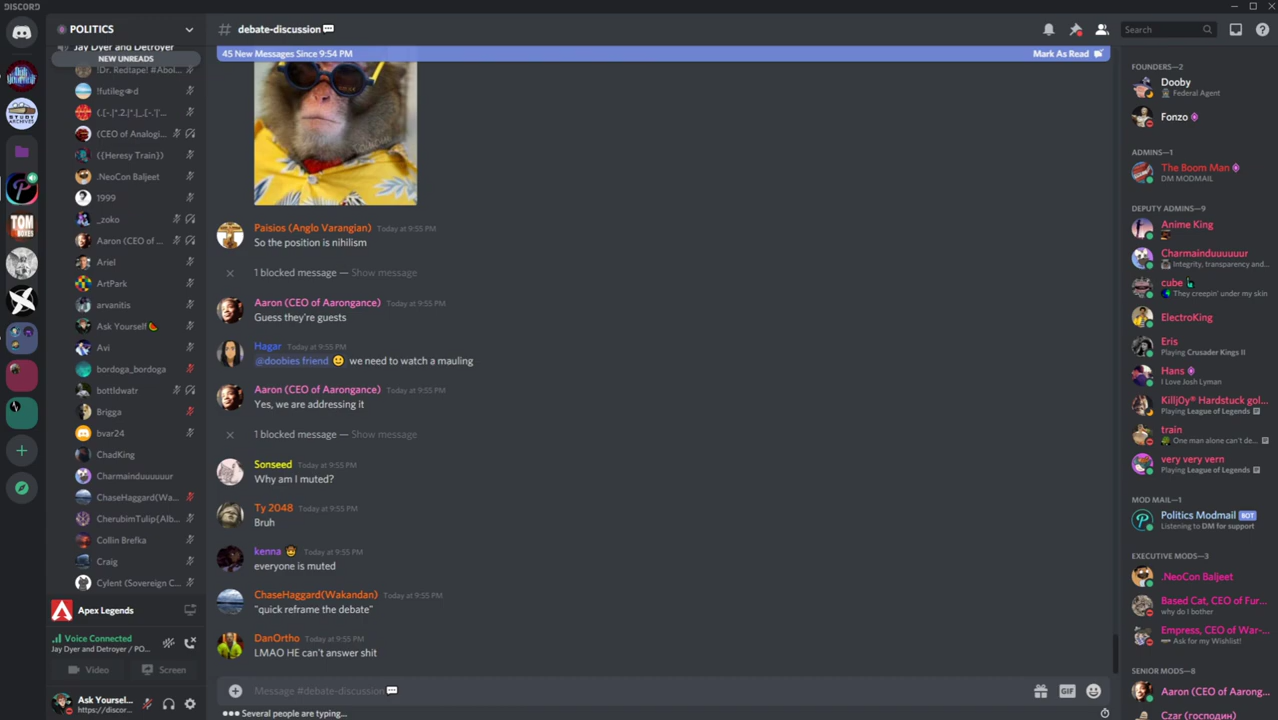 DISCORD
POLITICS
Jay Dyer and Detroyer
NEW UNREADS
!Dr. Redtape! #Abol...
!futileg👁d
(.[-.|*.2.|*.|_.[-.'|'...
(CEO of Analogi...
({Heresy Train})
.NeoCon Baljeet
1999
_zoko
Aaron (CEO of ...
Ariel
ArtPark
arvanitis
Ask Yourself🍉
Avi
bordoga_bordoga
bottldwatr
Brigga
bvar24
ChadKing
Charmainduuuuuur
ChaseHaggard(Wa...
CherubimTulip{Alb...
Collin Brefka
Craig
Cylent (Sovereign C...
Apex Legends
Voice Connected
Jay Dyer and Detroyer / PO...
Video
Screen
Ask Yoursel...
https://discor...
# debate-discussion💬
Search
45 New Messages Since 9:54 PM
Mark As Read
Paisios (Anglo Varangian) Today at 9:55 PM
So the position is nihilism
1 blocked message — Show message
Aaron (CEO of Aarongance) Today at 9:55 PM
Guess they're guests
Hagar Today at 9:55 PM
@doobies friend 🙂 we need to watch a mauling
Aaron (CEO of Aarongance) Today at 9:55 PM
Yes, we are addressing it
1 blocked message — Show message
Sonseed Today at 9:55 PM
Why am I muted?
Ty 2048 Today at 9:55 PM
Bruh
kenna 🤠 Today at 9:55 PM
everyone is muted
ChaseHaggard(Wakandan) Today at 9:55 PM
"quick reframe the debate"
DanOrtho Today at 9:55 PM
LMAO HE can't answer shit
Message #debate-discussion💬
GIF
Several people are typing...
FOUNDERS—2
Dooby
Federal Agent
Fonzo
ADMINS—1
The Boom Man
DM MODMAIL
DEPUTY ADMINS—9
Anime King
Charmainduuuuuur
Integrity, transparency and...
cube
They creepin' under my skin
ElectroKing
Eris
Playing Crusader Kings II
Hans
I Love Josh Lyman
Killj0y® Hardstuck gol...
Playing League of Legends
train
One man alone can't de...
very very vern
Playing League of Legends
MOD MAIL—1
Politics Modmail BOT
Listening to DM for support
EXECUTIVE MODS—3
.NeoCon Baljeet
Based Cat, CEO of Fur...
why do I bother
Empress, CEO of War-...
Ask for my Wishlist!
SENIOR MODS—8
Aaron (CEO of Aarong...
Czar (господин)